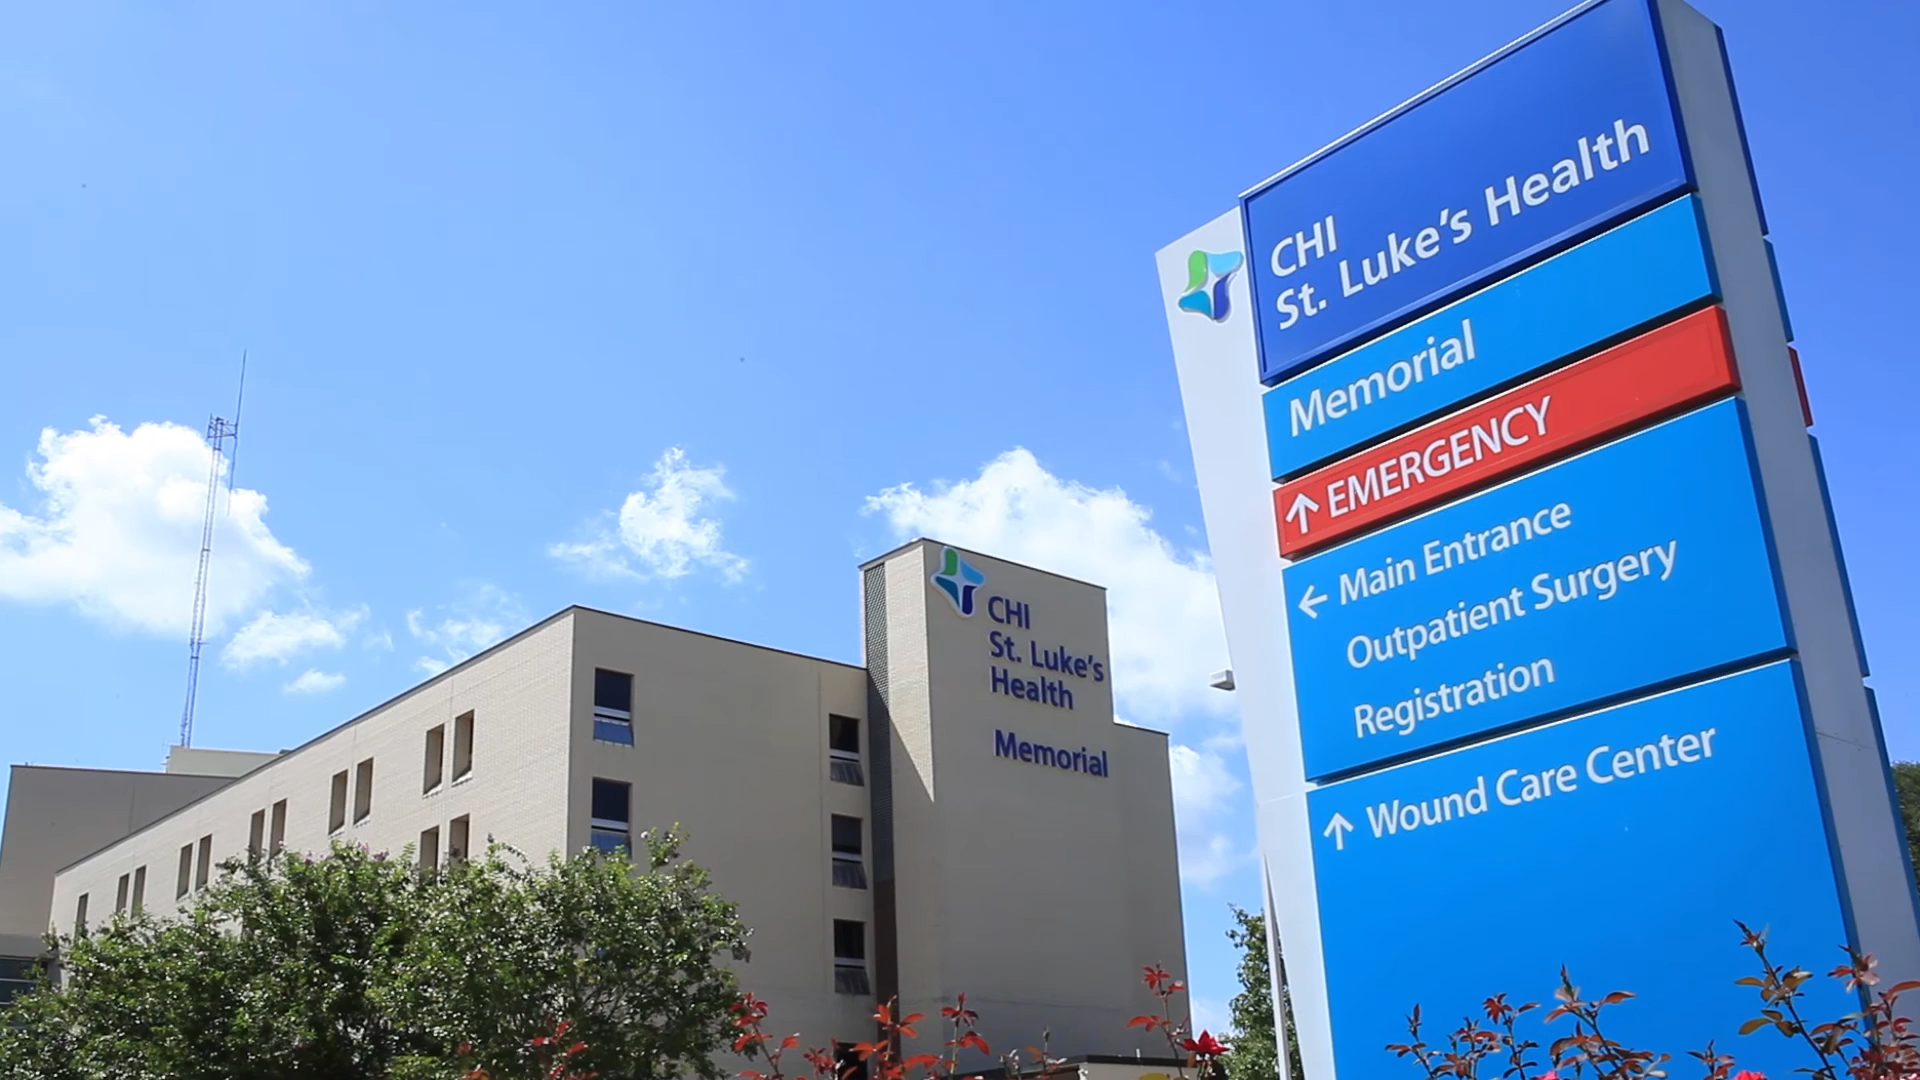 CHI
St. Luke's Health
Memorial
↑ EMERGENCY
← Main Entrance
Outpatient Surgery
Registration
↑ Wound Care Center
CHI
St. Luke's
Health
Memorial